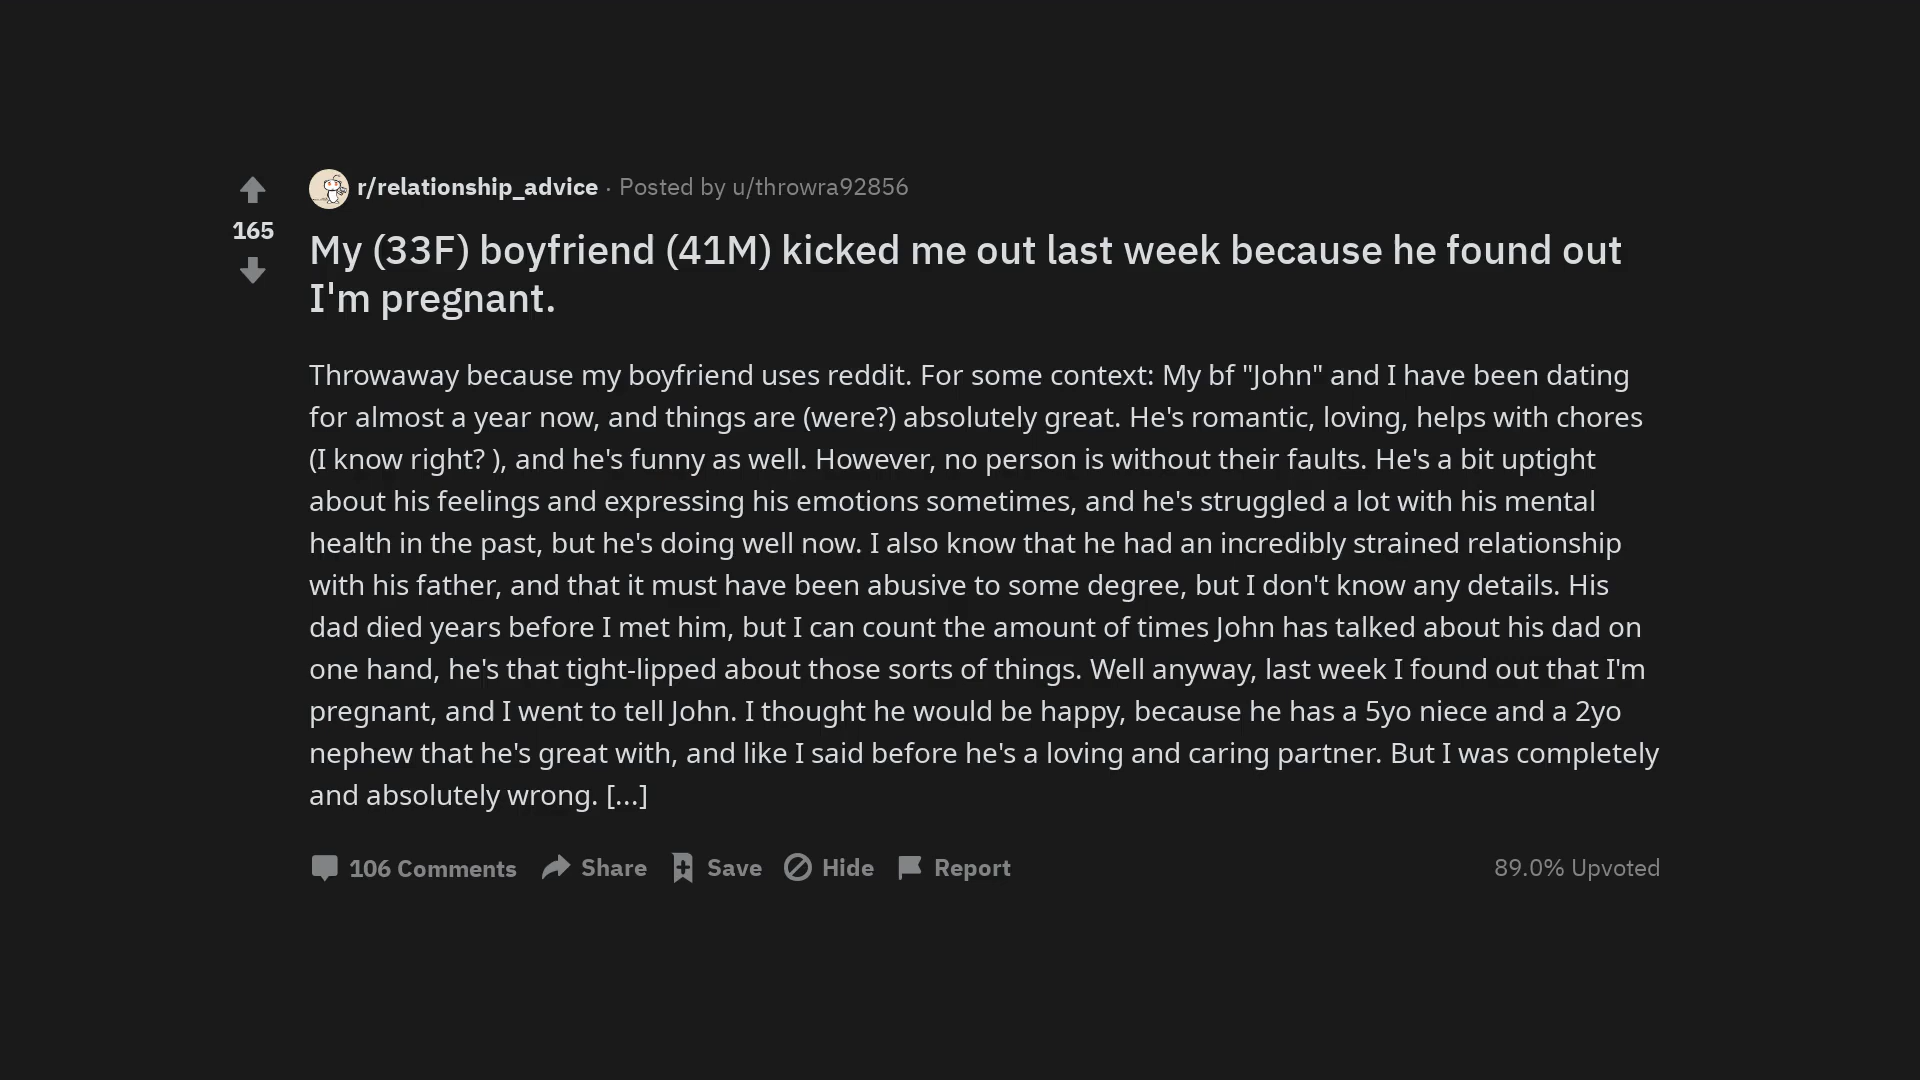 r/relationship_advice · Posted by u/throwra92856
165
My (33F) boyfriend (41M) kicked me out last week because he found out
I'm pregnant.
Throwaway because my boyfriend uses reddit. For some context: My bf "John" and I have been dating
for almost a year now, and things are (were?) absolutely great. He's romantic, loving, helps with chores
(I know right? ), and he's funny as well. However, no person is without their faults. He's a bit uptight
about his feelings and expressing his emotions sometimes, and he's struggled a lot with his mental
health in the past, but he's doing well now. I also know that he had an incredibly strained relationship
with his father, and that it must have been abusive to some degree, but I don't know any details. His
dad died years before I met him, but I can count the amount of times John has talked about his dad on
one hand, he's that tight-lipped about those sorts of things. Well anyway, last week I found out that I'm
pregnant, and I went to tell John. I thought he would be happy, because he has a 5yo niece and a 2yo
nephew that he's great with, and like I said before he's a loving and caring partner. But I was completely
and absolutely wrong. [...]
106 Comments Share Save Hide Report 89.0% Upvoted